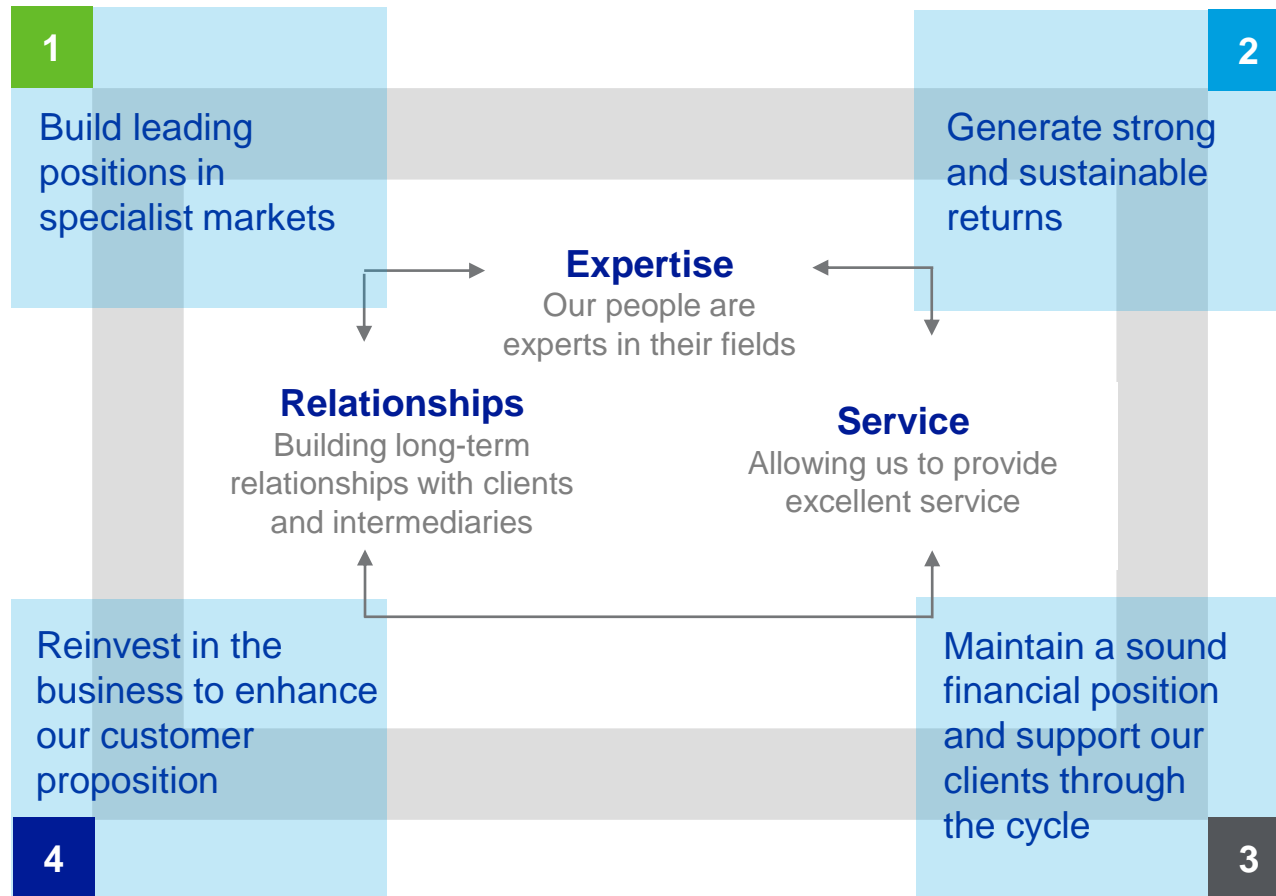 1
Build leading
positions in
specialist markets
2
Generate strong
and sustainable
returns
Expertise
Our people are
experts in their fields
Relationships
Building long-term
relationships with clients
and intermediaries
Service
Allowing us to provide
excellent service
Reinvest in the
business to enhance
our customer
proposition
4
Maintain a sound
financial position
and support our
clients through
the cycle
3